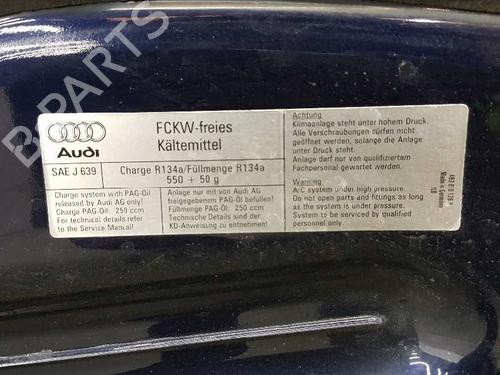 B-PARTS
Audi
FCKW-freies
Kältemittel
SAE J 639
Charge R134a/Füllmenge R134a
550 + 50 g
Charge system with PAG-Oil
released by Audi AG only!
Charge PAG-Oil: 250 ccm
For technical details refer
to the Service Manual!
Anlage nur mit von Audi AG
freigegebenem PAG-Öl befüllen!
Füllmenge PAG-Öl: 250 ccm
Technische Details sind der
KD-Anweisung zu entnehmen!
Achtung
Klimaanlage steht unter hohem Druck.
Alle Verschraubungen dürfen nicht
gelöst werden, solange die Anlage
unter Druck steht.
Anlage darf nur von qualifiziertem
Fachpersonal gewartet werden.
Warning
A/C system under high pressure.
Do not open parts and fittings as long
as the system is under pressure.
System to be serviced by qualified
personnel only.
Made in Germany